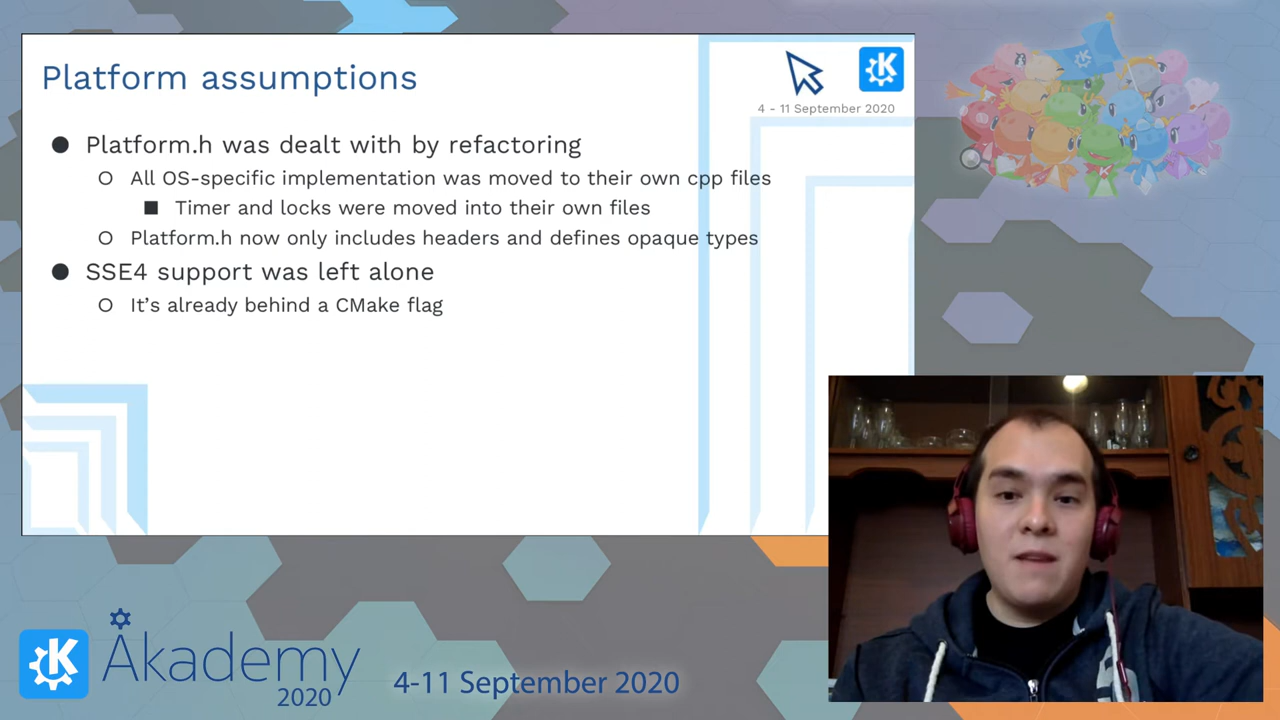 Platform assumptions
4 - 11 September 2020
● Platform.h was dealt with by refactoring
○ All OS-specific implementation was moved to their own cpp files
■ Timer and locks were moved into their own files
○ Platform.h now only includes headers and defines opaque types
● SSE4 support was left alone
○ It's already behind a CMake flag
Akademy
2020
4-11 September 2020